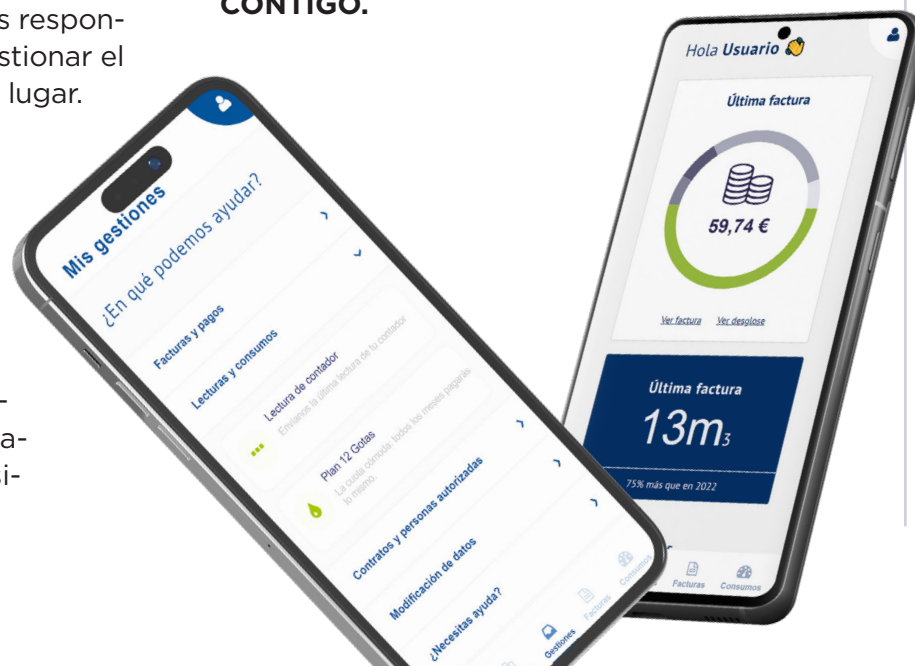 s respon-
stionar el
lugar.
CONTIGO.
-
a-
si-
Mis gestiones
¿En qué podemos ayudar?
Facturas y pagos
Lecturas y consumos
Lectura de contador
Envíanos la última lectura de tu contador
Plan 12 Gotas
La cuota cómoda: todos los meses pagarás
lo mismo.
Contratos y personas autorizadas
Modificación de datos
¿Necesitas ayuda?
Gestiones
Facturas
Consumos
Hola Usuario
Última factura
59,74 €
Ver factura Ver desglose
Última factura
13m3
75% más que en 2022
Facturas Consumos